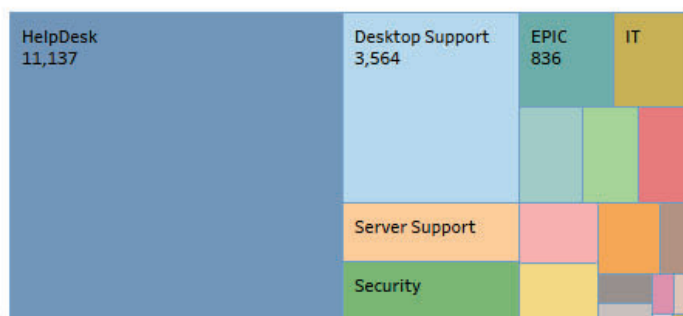 HelpDesk
11,137
Desktop Support
3,564
EPIC
836
IT
Server Support
Security